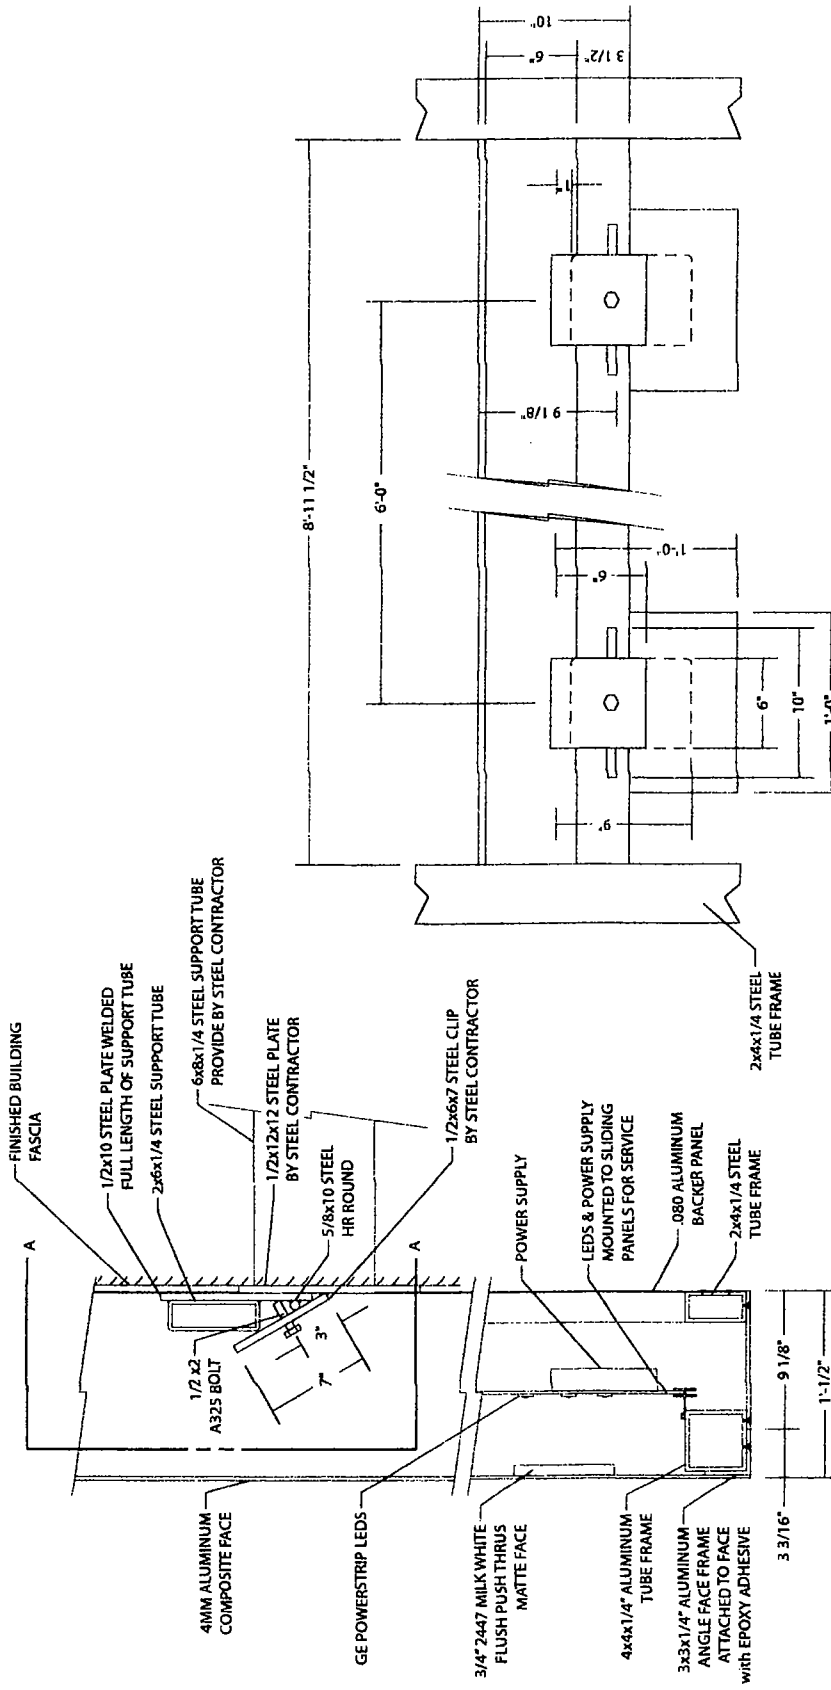 FINISHED BUILDING
FASCIA
1/2x10 STEEL PLATE WELDED
FULL LENGTH OF SUPPORT TUBE
2x6x1/4 STEEL SUPPORT TUBE
6x8x1/4 STEEL SUPPORT TUBE
PROVIDE BY STEEL CONTRACTOR
1/2x12x12 STEEL PLATE
BY STEEL CONTRACTOR
5/8x10 STEEL
HR ROUND
1/2x6x7 STEEL CLIP
BY STEEL CONTRACTOR
A
A
1/2 x2
A325 BOLT
3"
7"
4MM ALUMINUM
COMPOSITE FACE
GE POWERSTRIP LEDS
POWER SUPPLY
LEDS & POWER SUPPLY
MOUNTED TO SLIDING
PANELS FOR SERVICE
.080 ALUMINUM
BACKER PANEL
2x4x1/4 STEEL
TUBE FRAME
3/4" 2447 MILK WHITE
FLUSH PUSH THRUS
MATTE FACE
4x4x1/4" ALUMINUM
TUBE FRAME
3x3x1/4" ALUMINUM
ANGLE FACE FRAME
ATTACHED TO FACE
with EPOXY ADHESIVE
3 3/16"
9 1/8"
1'-1/2"
8'-11 1/2"
6'-0"
10"
6"
3 1/2"
1"
9 1/8"
1'-0"
6"
9"
6"
10"
1'-0"
2x4x1/4 STEEL
TUBE FRAME